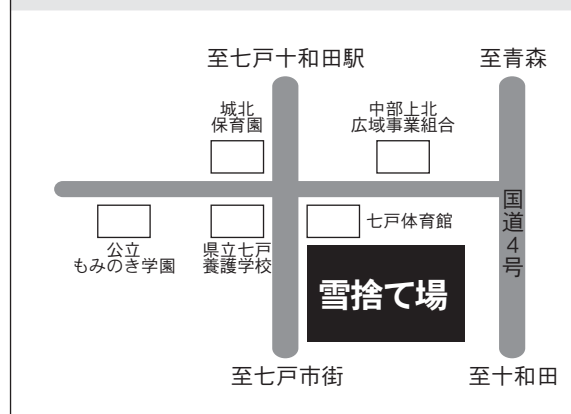 至七戸十和田駅
至青森
城北
保育園
中部上北
広域事業組合
国道4号
七戸体育館
公立
もみのき学園
県立七戸
養護学校
雪捨て場
至七戸市街
至十和田